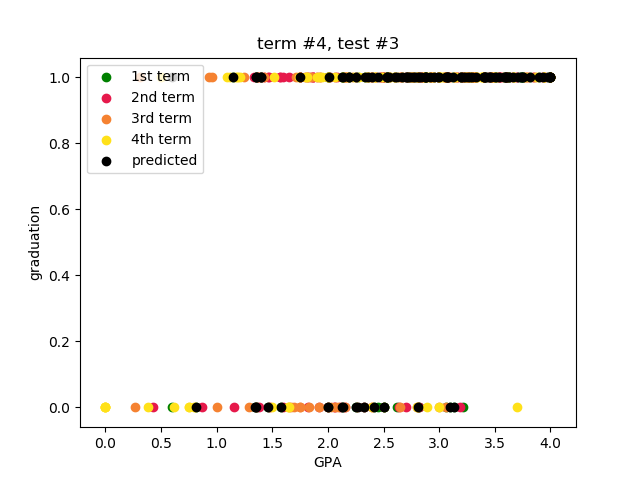 term #4, test #3
1st term
2nd term
3rd term
4th term
predicted
graduation
1.0
0.8
0.6
0.4
0.2
0.0
0.0 0.5 1.0 1.5 2.0 2.5 3.0 3.5 4.0
GPA